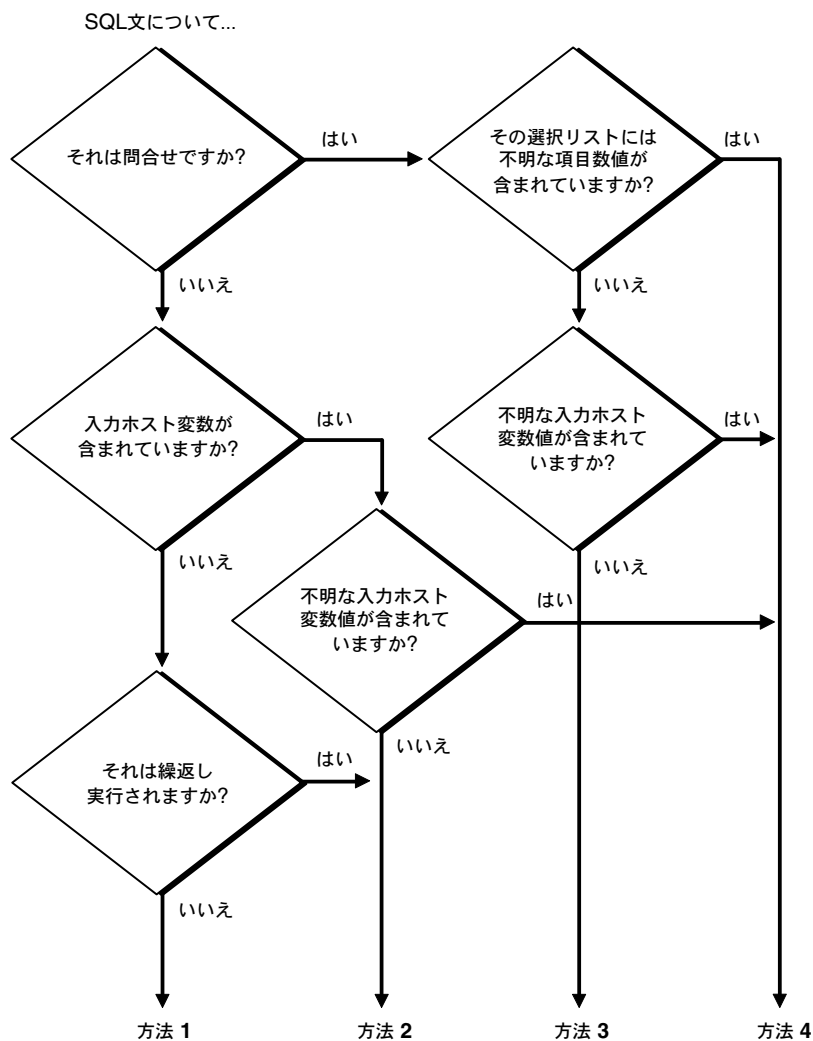 SQL文について...
それは問合せですか?
はい
その選択リストには
不明な項目数値が
含まれていますか?
はい
いいえ
いいえ
入力ホスト変数が
含まれていますか?
はい
不明な入力ホスト
変数値が含まれて
いますか?
はい
いいえ
いいえ
不明な入力ホスト
変数値が含まれて
いますか?
はい
いいえ
それは繰返し
実行されますか?
はい
いいえ
方法 1
方法 2
方法 3
方法 4